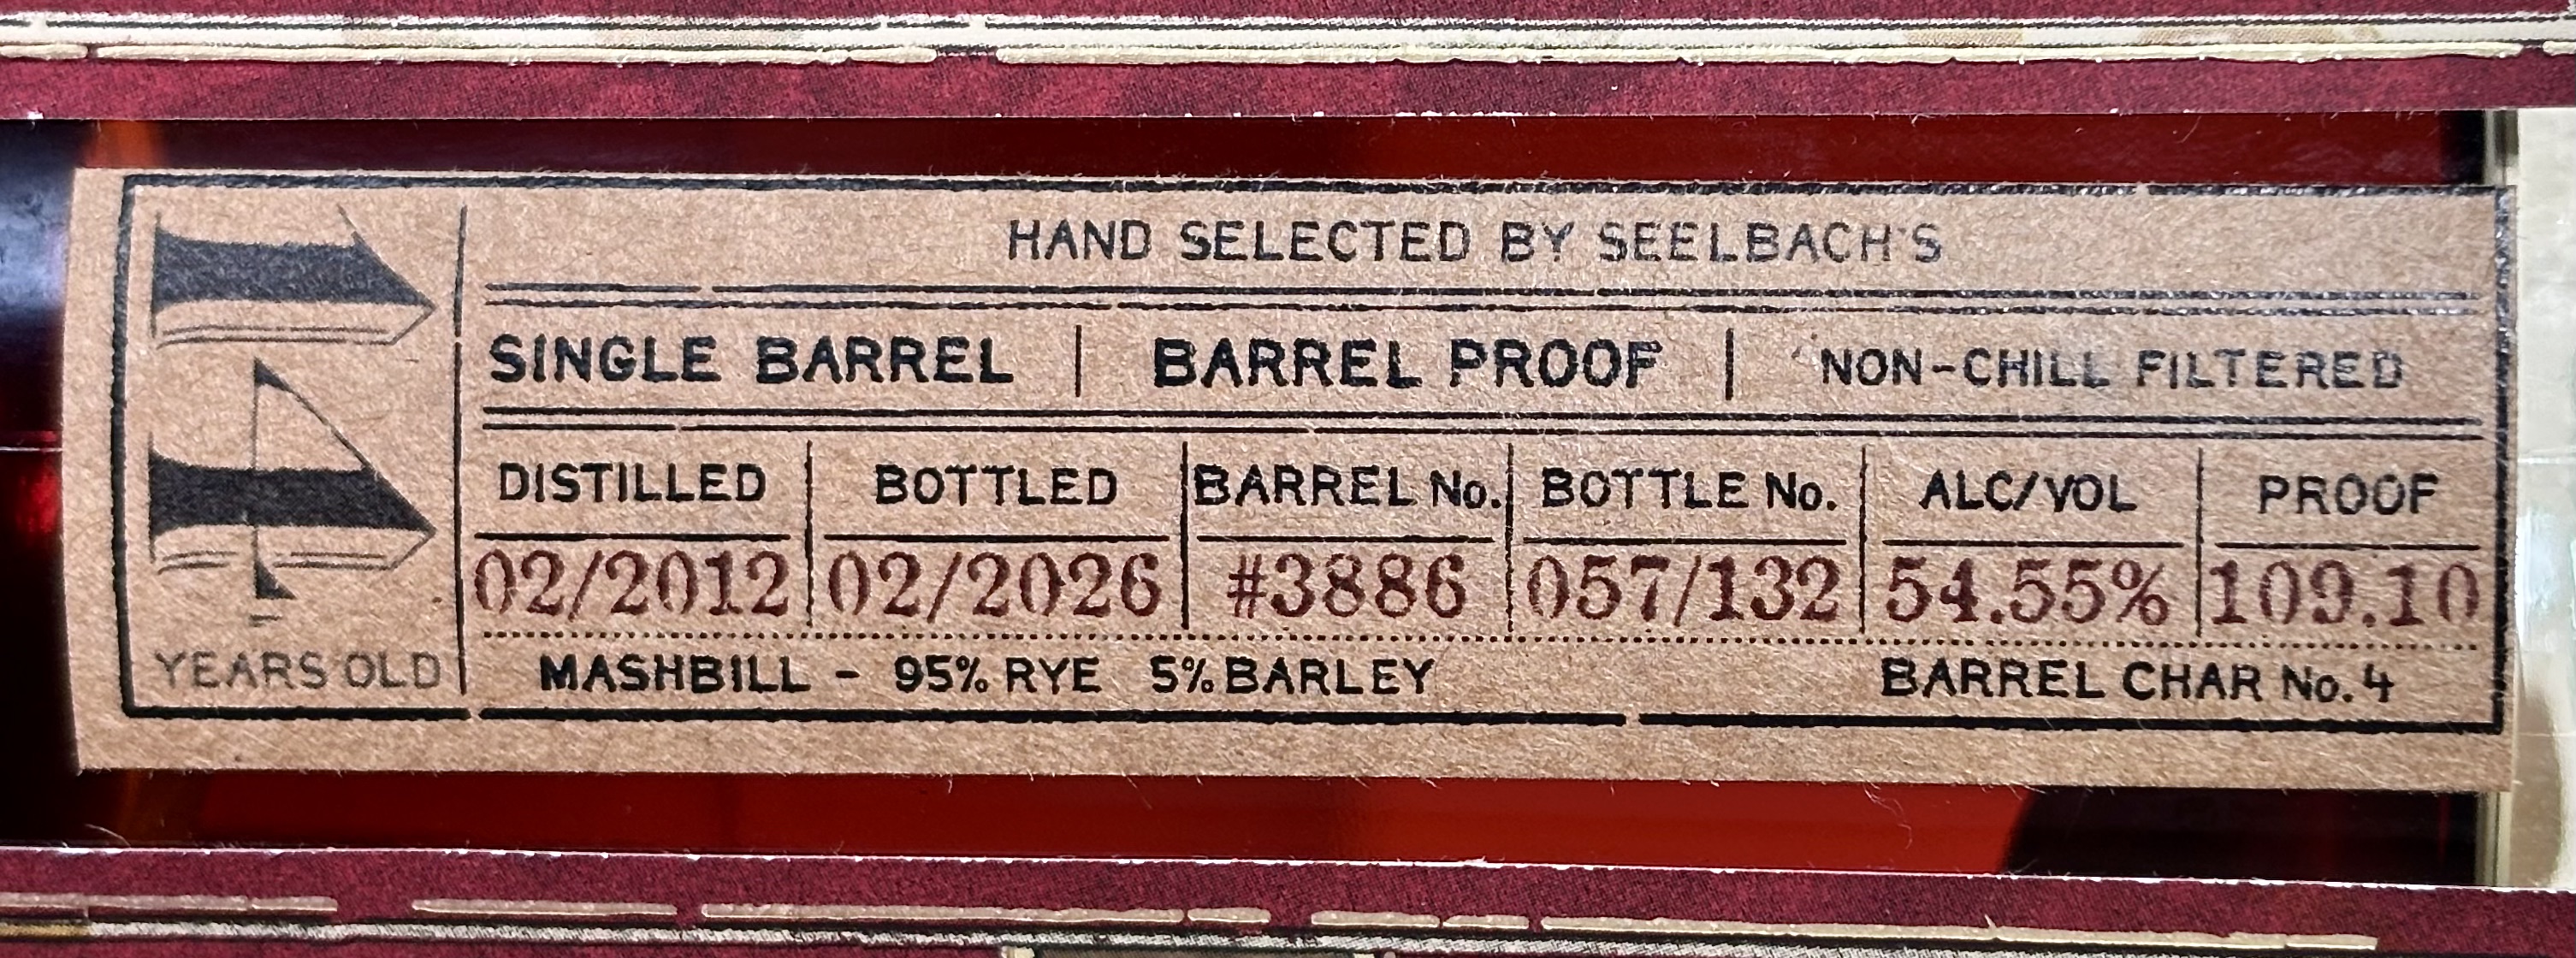 14
YEARS OLD
HAND SELECTED BY SEELBACH'S
SINGLE BARREL | BARREL PROOF | NON-CHILL FILTERED
DISTILLED BOTTLED BARREL No. BOTTLE No. ALC/VOL PROOF
02/2012 02/2026 #3886 057/132 54.55% 109.10
MASHBILL - 95% RYE 5% BARLEY BARREL CHAR No. 4